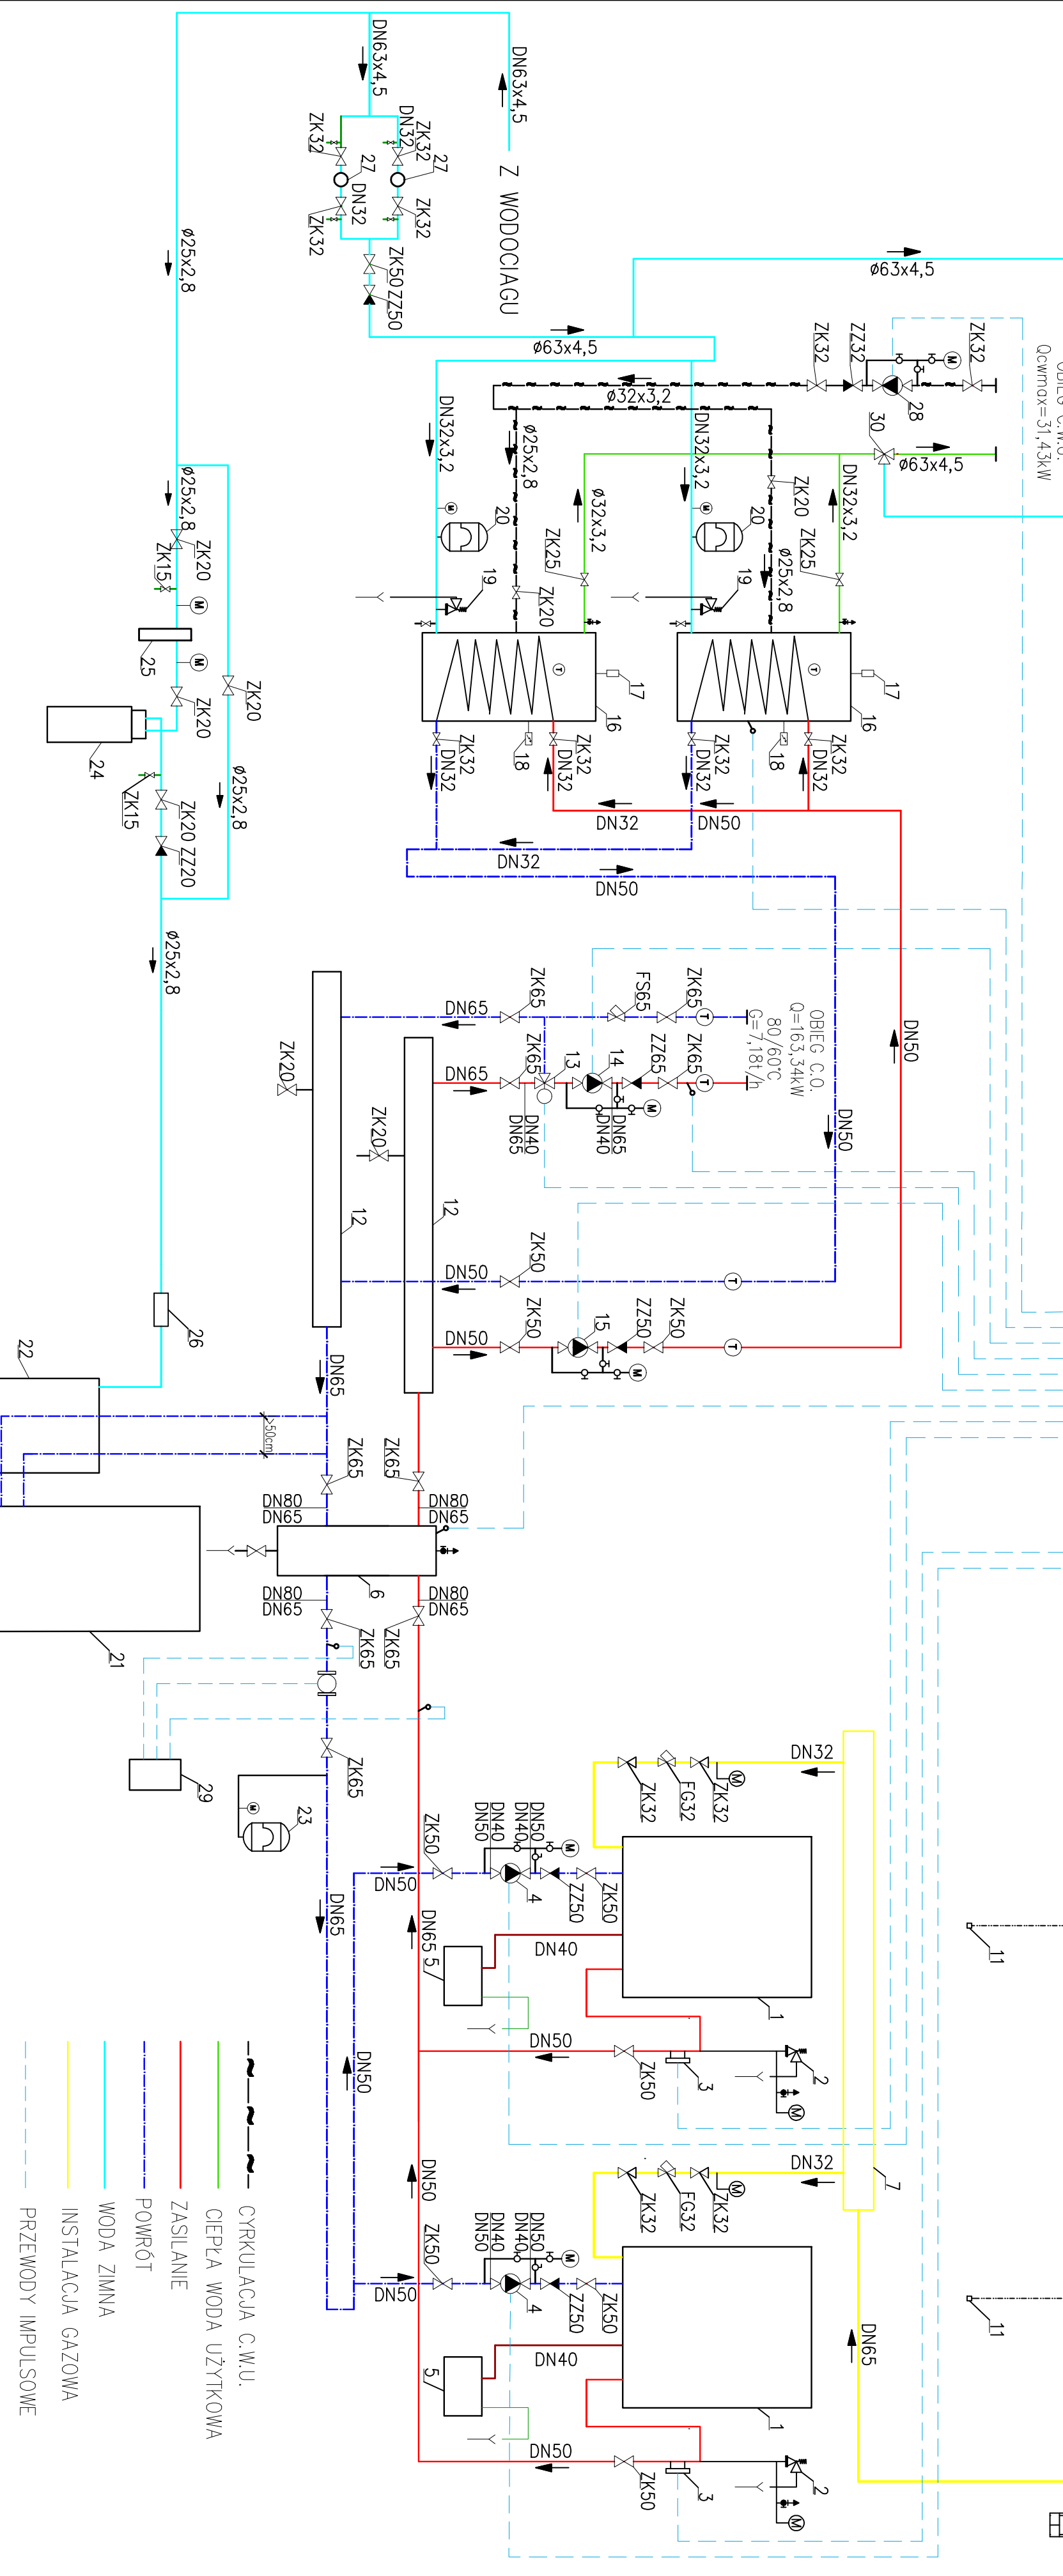 DN63x4,5
DN63x4,5
Z WODOCIAGU
ZK32
DN32
ZK32
27
27
DN32
ZK32
ZK32
ZK50
ZZ50
ø25x2,8
ø63x4,5
ø63x4,5
Qcwmax=31,43kW
ZK32
ZZ32
ZK32
M
28
30
ø63x4,5
ø32x3,2
DN32x3,2
ø25x2,8
DN32x3,2
ZK20
DN32x3,2
ø32x3,2
ø25x2,8
ZK20
ZK15
M
25
M
ZK20
ZK20
24
ZK15
ZK20
ZZ20
ø25x2,8
ø25x2,8
M
20
ZK25
ZK20
19
M
20
ø25x2,8
ZK25
19
T
17
16
T
17
16
ZK32
DN32
18
ZK32
DN32
ZK32
DN32
18
ZK32
DN32
DN32
DN50
DN32
DN50
OBIEG C.O.
Q=163,34kW
80/60°C
G=7,18t/h
DN65
ZK65
FS65
ZK65
T
DN65
ZK65
13
14
ZZ65
ZK65
T
DN65
DN40
DN40
DN65
M
DN50
DN50
ZK20
ZK20
12
12
DN50
ZK50
T
DN50
ZK50
15
ZZ50
ZK50
T
M
26
22
DN65
>50cm
ZK65
ZK65
DN80
DN65
DN80
DN65
6
DN80
DN65
DN80
DN65
ZK65
ZK65
21
29
ZK65
M
23
DN65
DN32
M
ZK32
FG32
ZK32
ZK50
DN50
DN50
DN40
DN40
DN50
M
4
ZZ50
ZK50
DN65
5
DN40
1
11
DN50
ZK50
3
2
M
DN50
DN50
DN32
7
M
ZK32
FG32
ZK32
ZK50
DN50
DN50
DN40
DN40
DN50
M
4
ZZ50
ZK50
5
DN40
1
11
DN65
DN50
ZK50
3
2
M
CYRKULACJA C.W.U.
CIEPŁA WODA UŻYTKOWA
ZASILANIE
POWRÓT
WODA ZIMNA
INSTALACJA GAZOWA
PRZEWODY IMPULSOWE